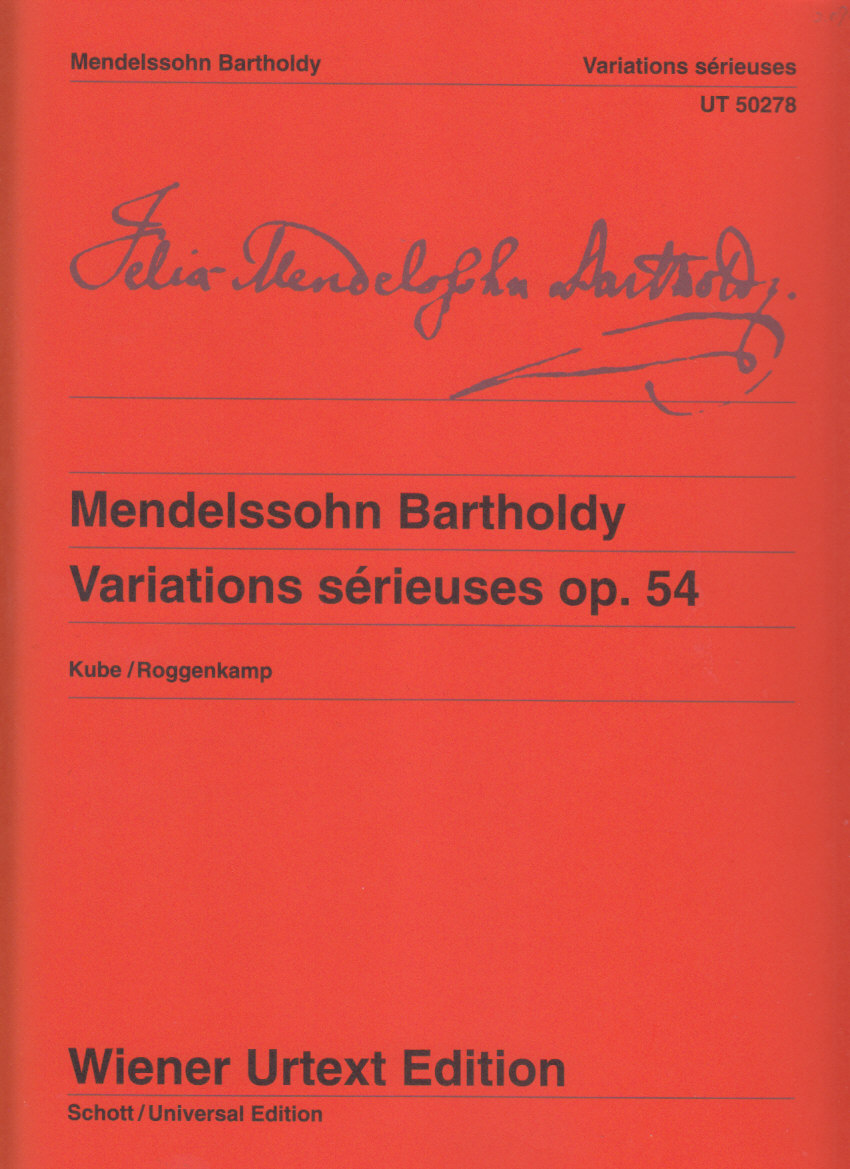 Mendelssohn Bartholdy Variations sérieuses
UT 50278
Felix Mendelssohn Bartholdy.
Mendelssohn Bartholdy
Variations sérieuses op. 54
Kube / Roggenkamp
Wiener Urtext Edition
Schott / Universal Edition